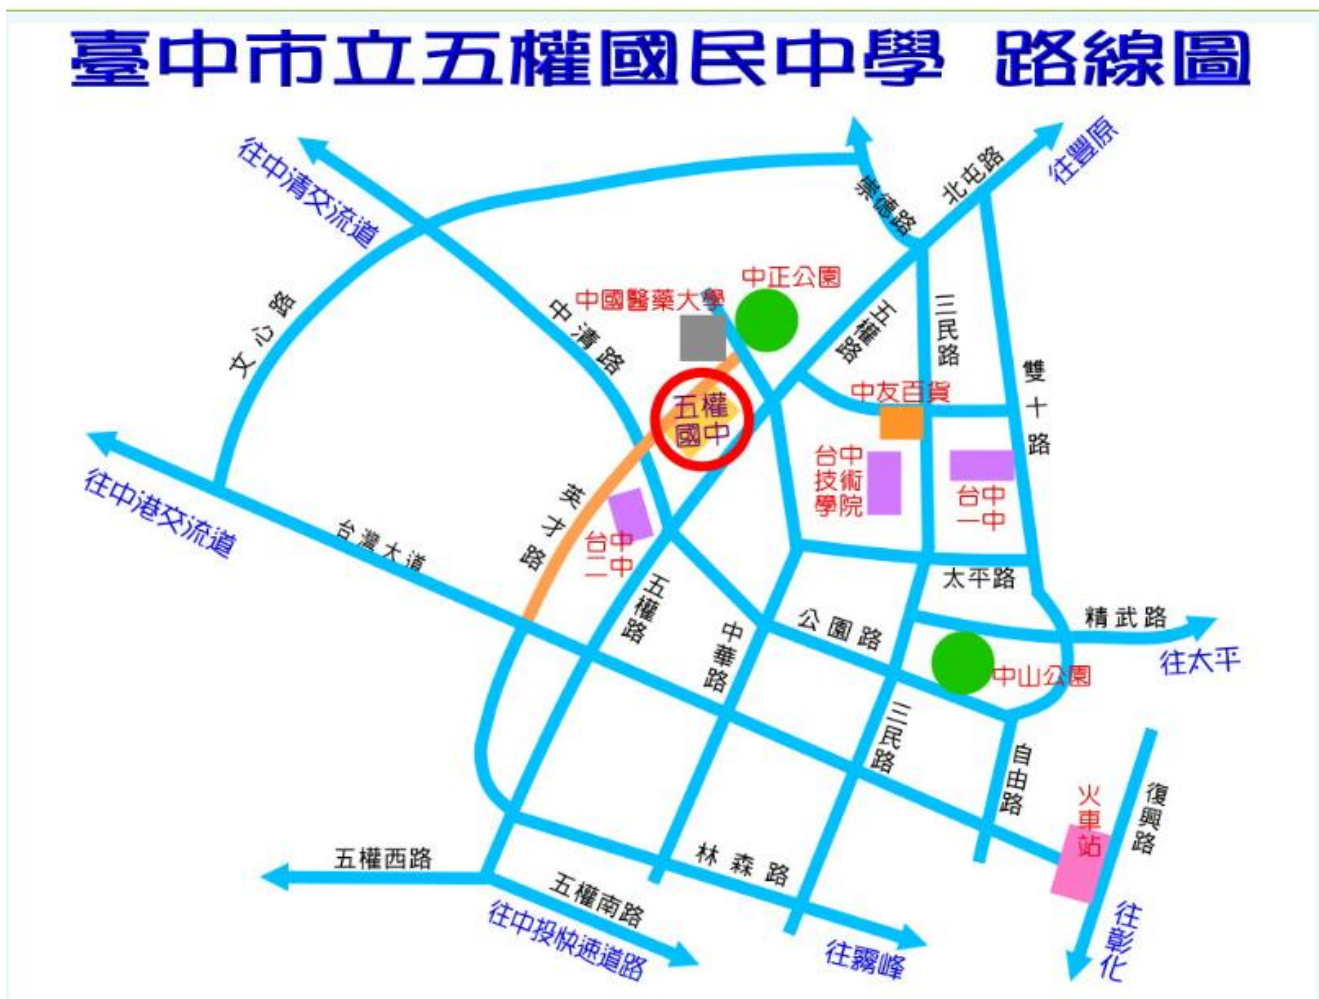 臺中市立五權國民中學 路線圖
往中清交流道
崇德路
北屯路
往豐原
文心路
中清路
中國醫藥大學
中正公園
五權路
三民路
雙十路
五權
國中
中友百貨
台中
技術
學院
台中
一中
往中港交流道
台灣大道
英才路
台中
二中
五權路
太平路
中華路
公園路
精武路
往太平
中山公園
三民路
自由路
火車站
復興路
五權西路
林森路
五權南路
往中投快速道路
往霧峰
往彰化